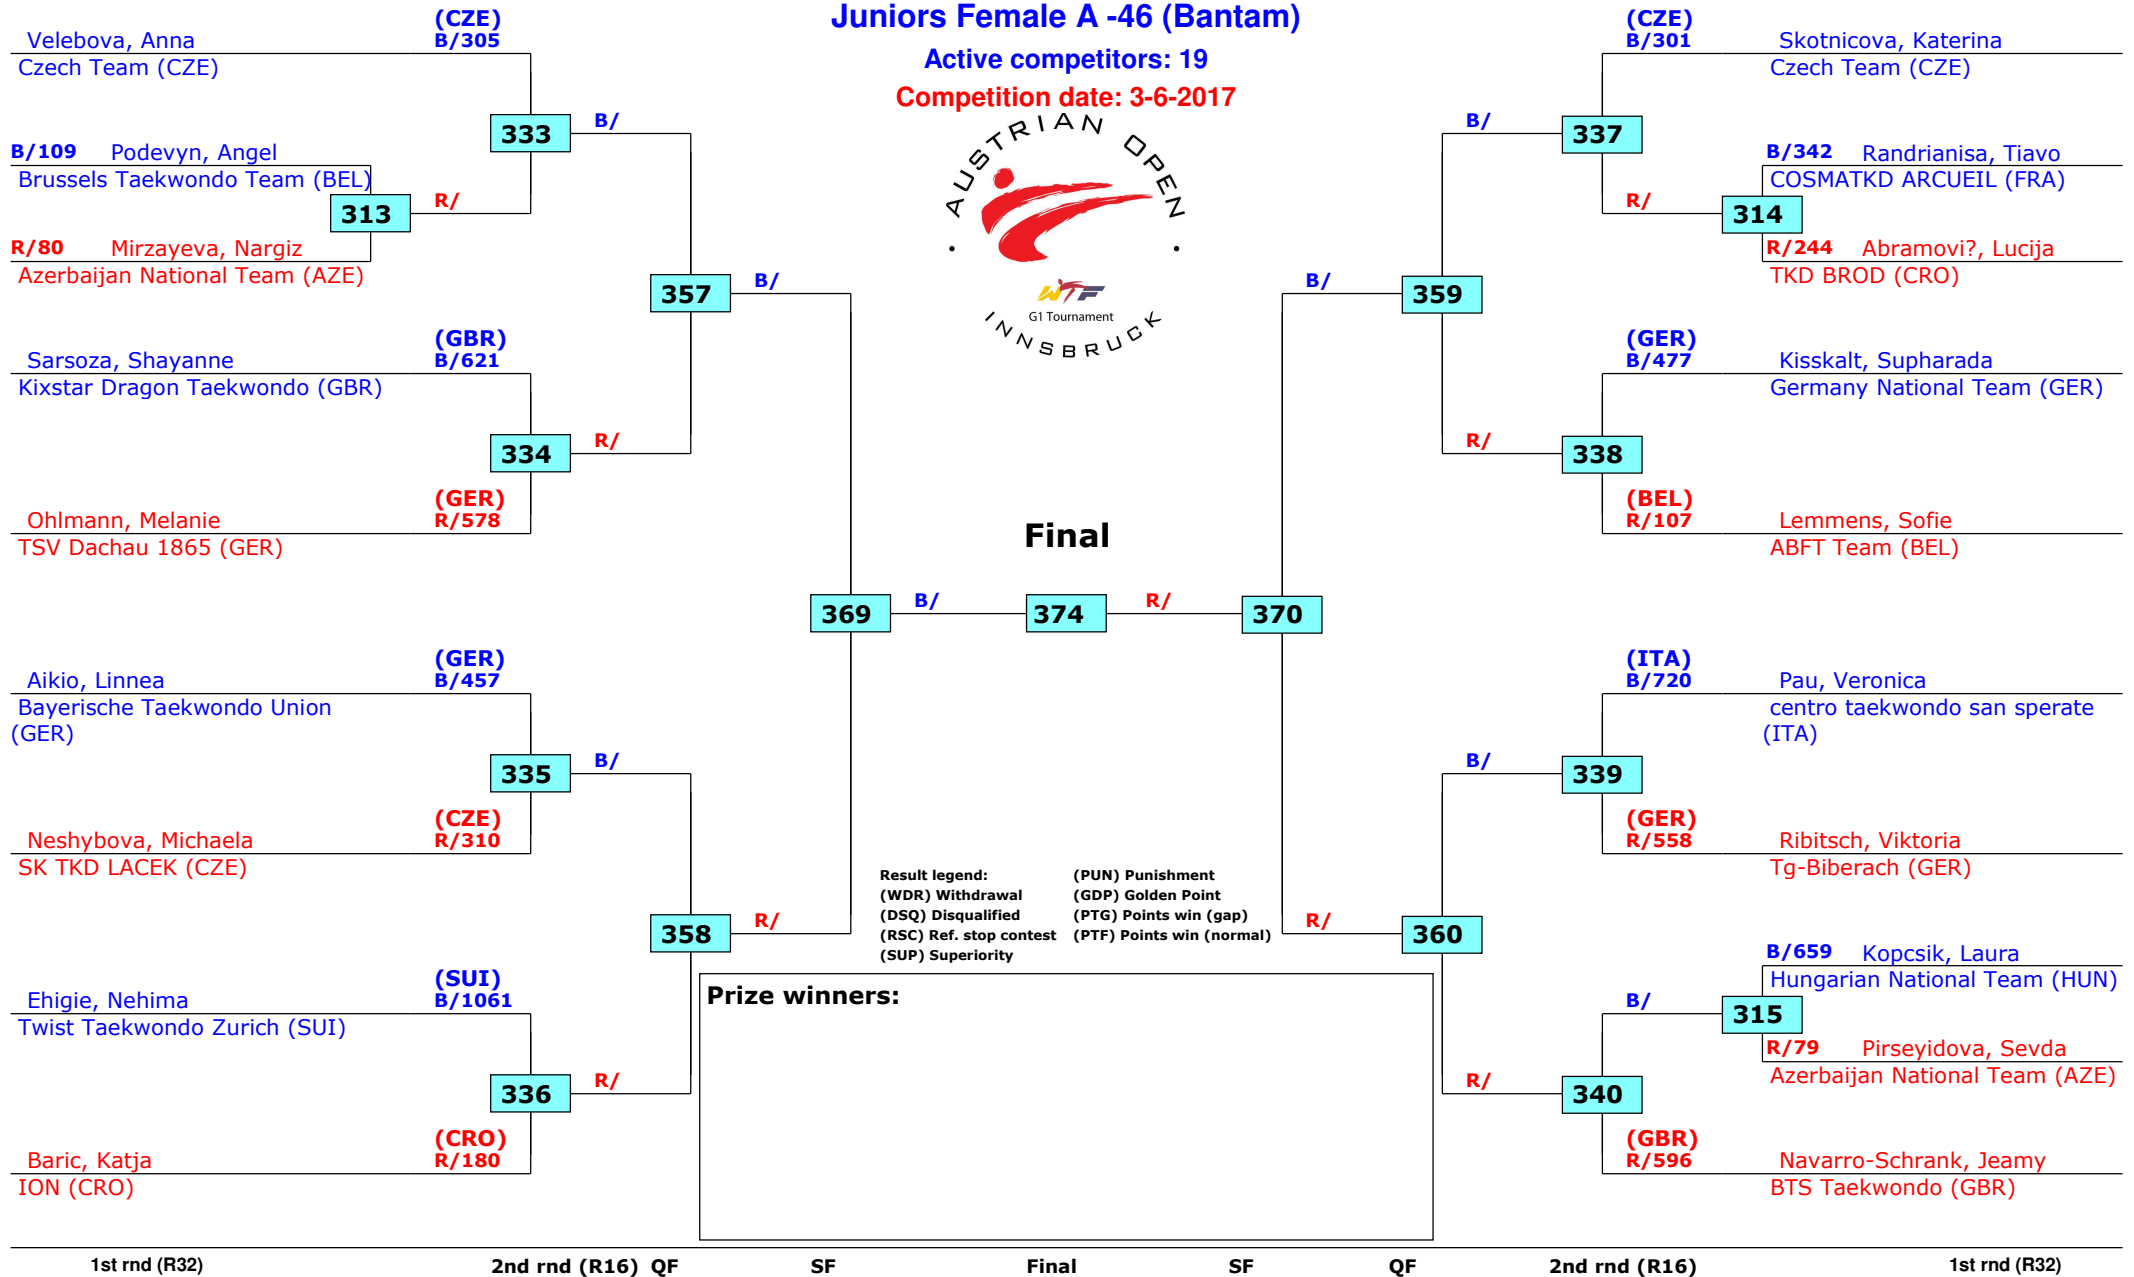 Juniors Female A -46 (Bantam)
Active competitors: 19
Competition date: 3-6-2017
AUSTRIAN OPEN
WTF
G1 Tournament
INNSBRUCK
(CZE)
Velebova, Anna B/305
Czech Team (CZE)
333
B/
B/109 Podevyn, Angel
Brussels Taekwondo Team (BEL)
313
R/
R/80 Mirzayeva, Nargiz
Azerbaijan National Team (AZE)
357
B/
(GBR)
Sarsoza, Shayanne B/621
Kixstar Dragon Taekwondo (GBR)
334
R/
(GER)
Ohlmann, Melanie R/578
TSV Dachau 1865 (GER)
369
B/
(GER)
Aikio, Linnea B/457
Bayerische Taekwondo Union
(GER)
335
B/
(CZE)
Neshybova, Michaela R/310
SK TKD LACEK (CZE)
358
R/
(SUI)
Ehigie, Nehima B/1061
Twist Taekwondo Zurich (SUI)
336
R/
(CRO)
Baric, Katja R/180
ION (CRO)
Final
374
(CZE)
B/301 Skotnicova, Katerina
Czech Team (CZE)
B/
337
B/342 Randrianisa, Tiavo
COSMATKD ARCUEIL (FRA)
R/
314
R/244 Abramovi?, Lucija
TKD BROD (CRO)
B/
359
(GER)
B/477 Kisskalt, Supharada
Germany National Team (GER)
R/
338
(BEL)
R/107 Lemmens, Sofie
ABFT Team (BEL)
R/
370
(ITA)
B/720 Pau, Veronica
centro taekwondo san sperate
(ITA)
B/
339
(GER)
R/558 Ribitsch, Viktoria
Tg-Biberach (GER)
R/
360
B/659 Kopcsik, Laura
Hungarian National Team (HUN)
B/
315
R/79 Pirseyidova, Sevda
Azerbaijan National Team (AZE)
R/
340
(GBR)
R/596 Navarro-Schrank, Jeamy
BTS Taekwondo (GBR)
Result legend: (PUN) Punishment
(WDR) Withdrawal (GDP) Golden Point
(DSQ) Disqualified (PTG) Points win (gap)
(RSC) Ref. stop contest (PTF) Points win (normal)
(SUP) Superiority
Prize winners:
1st rnd (R32) 2nd rnd (R16) QF SF Final SF QF 2nd rnd (R16) 1st rnd (R32)